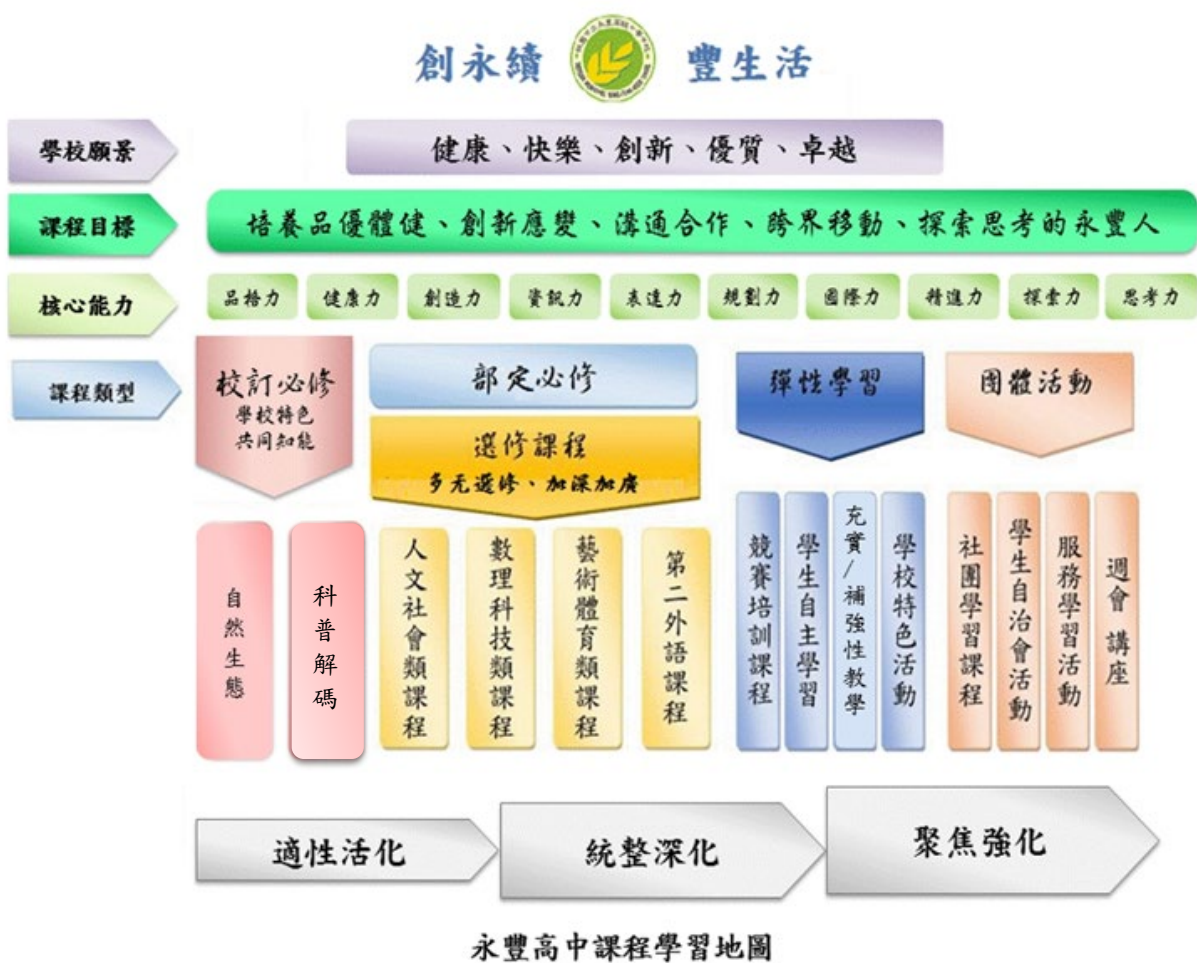 創永續 豐生活
學校願景
健康、快樂、創新、優質、卓越
課程目標
培養品優體健、創新應變、溝通合作、跨界移動、探索思考的永豐人
核心能力
品格力
健康力
創造力
資訊力
表達力
規劃力
國際力
精進力
探索力
思考力
課程類型
校訂必修
學校特色
共同知能
部定必修
選修課程
多元選修、加深加廣
彈性學習
團體活動
自然生態
科普解碼
人文社會類課程
數理科技類課程
藝術體育類課程
第二外語課程
競賽培訓課程
學生自主學習
充實/補強性教學
學校特色活動
社團學習課程
學生自治會活動
服務學習活動
週會 講座
適性活化
統整深化
聚焦強化
永豐高中課程學習地圖